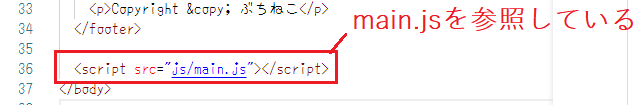 33 <p>Copyright &copy; ぶちねこ</p>
34 </footer>
main.jsを参照している
35
36 <script src="js/main.js"></script>
37 </body>